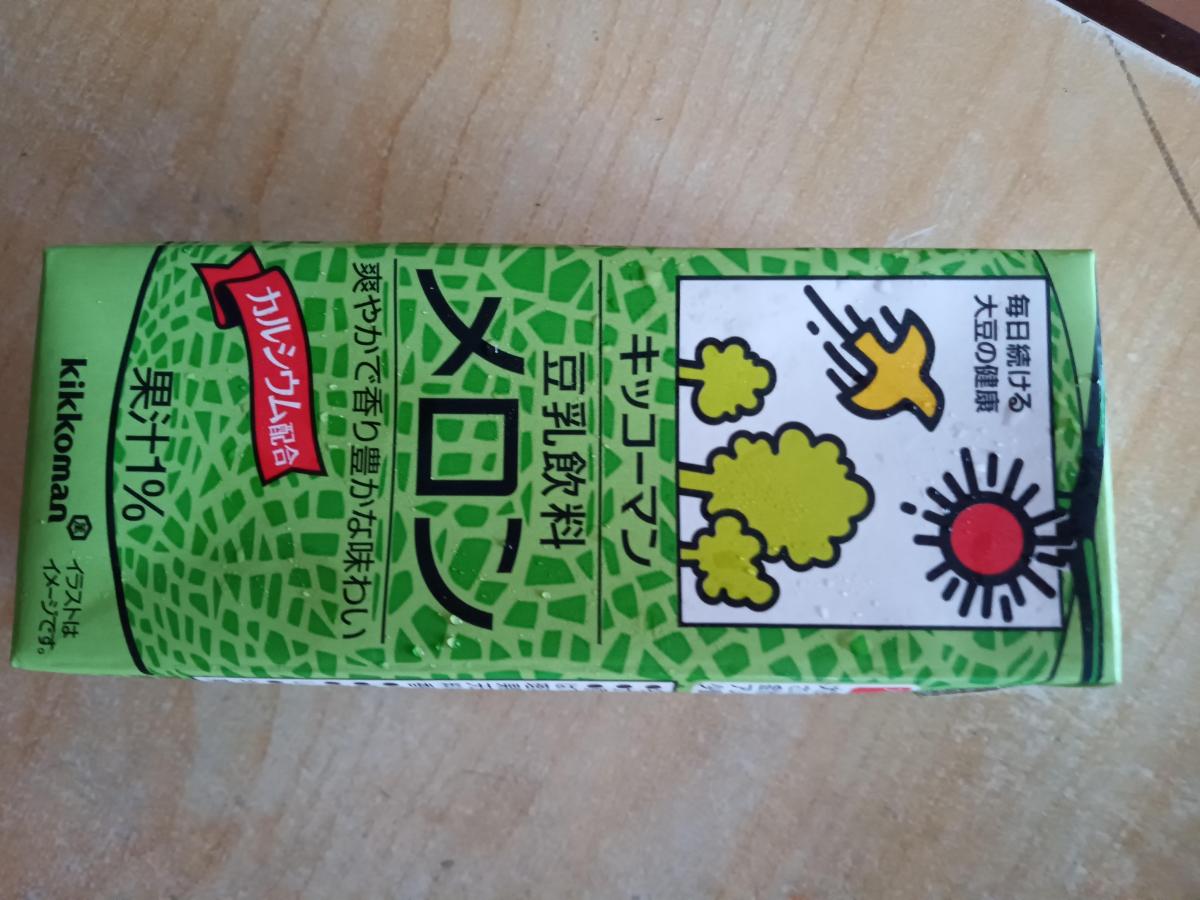 毎日続ける
大豆の健康
キッコーマン
豆乳飲料
メロン
爽やかで香り豊かな味わい
カルシウム配合
果汁1%
kikkoman
イラストは
イメージです。